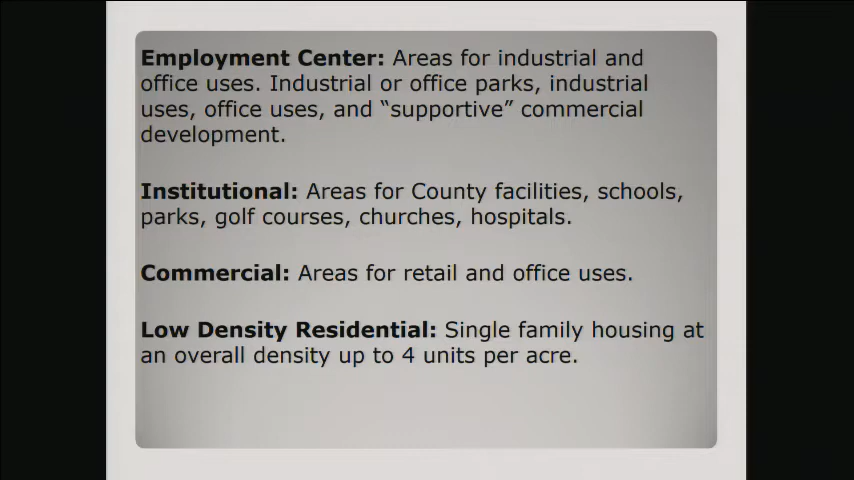 Employment Center: Areas for industrial and
office uses. Industrial or office parks, industrial
uses, office uses, and “supportive” commercial
development.
Institutional: Areas for County facilities, schools,
parks, golf courses, churches, hospitals.
Commercial: Areas for retail and office uses.
Low Density Residential: Single family housing at
an overall density up to 4 units per acre.